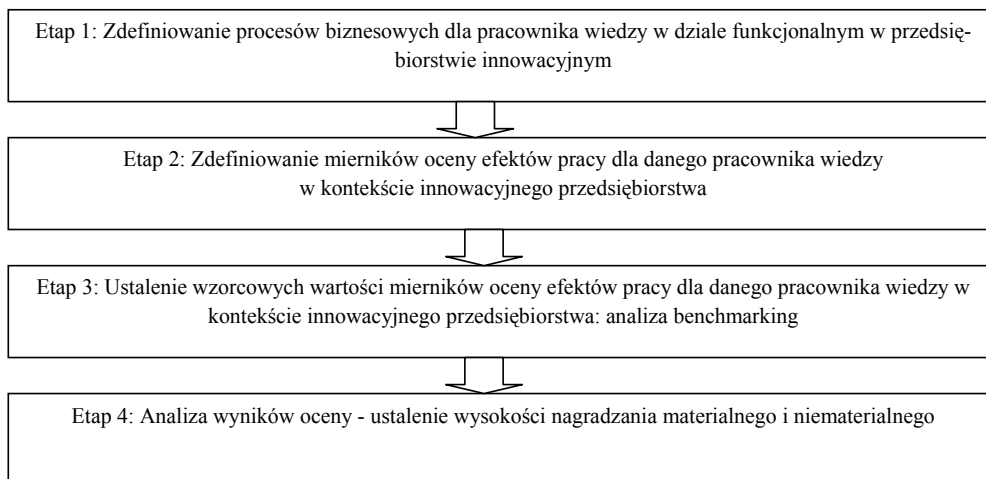 Etap 1: Zdefiniowanie procesów biznesowych dla pracownika wiedzy w dziale funkcjonalnym w przedsię-
biorstwie innowacyjnym
Etap 2: Zdefiniowanie mierników oceny efektów pracy dla danego pracownika wiedzy
w kontekście innowacyjnego przedsiębiorstwa
Etap 3: Ustalenie wzorcowych wartości mierników oceny efektów pracy dla danego pracownika wiedzy w
kontekście innowacyjnego przedsiębiorstwa: analiza benchmarking
Etap 4: Analiza wyników oceny - ustalenie wysokości nagradzania materialnego i niematerialnego